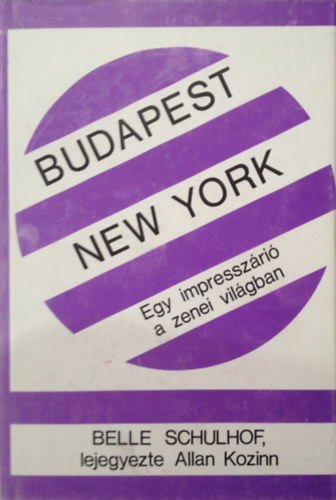 BUDAPEST
NEW YORK
Egy impresszárió
a zenei világban
BELLE SCHULHOF,
lejegyezte Allan Kozinn